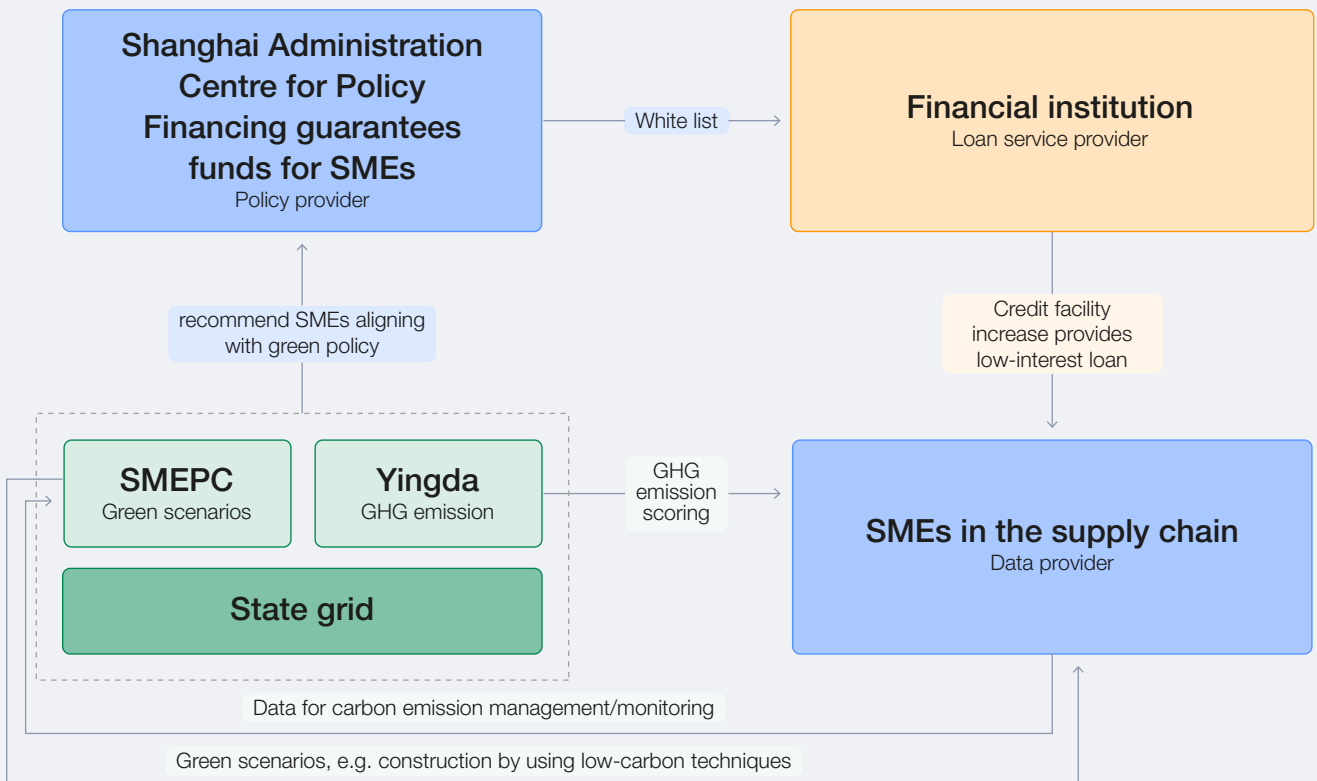 Shanghai Administration
Centre for Policy
Financing guarantees
funds for SMEs
Policy provider
White list
Financial institution
Loan service provider
recommend SMEs aligning
with green policy
Credit facility
increase provides
low-interest loan
SMEPC
Green scenarios
Yingda
GHG emission
GHG
emission
scoring
SMEs in the supply chain
Data provider
State grid
Data for carbon emission management/monitoring
Green scenarios, e.g. construction by using low-carbon techniques